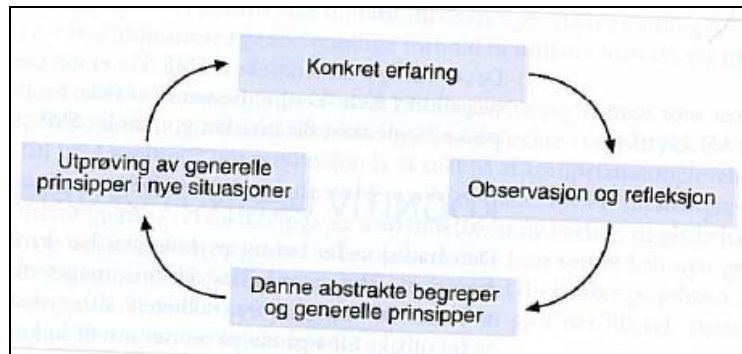 Konkret erfaring
Observasjon og refleksjon
Danne abstrakte begreper
og generelle prinsipper
Utprøving av generelle
prinsipper i nye situasjoner